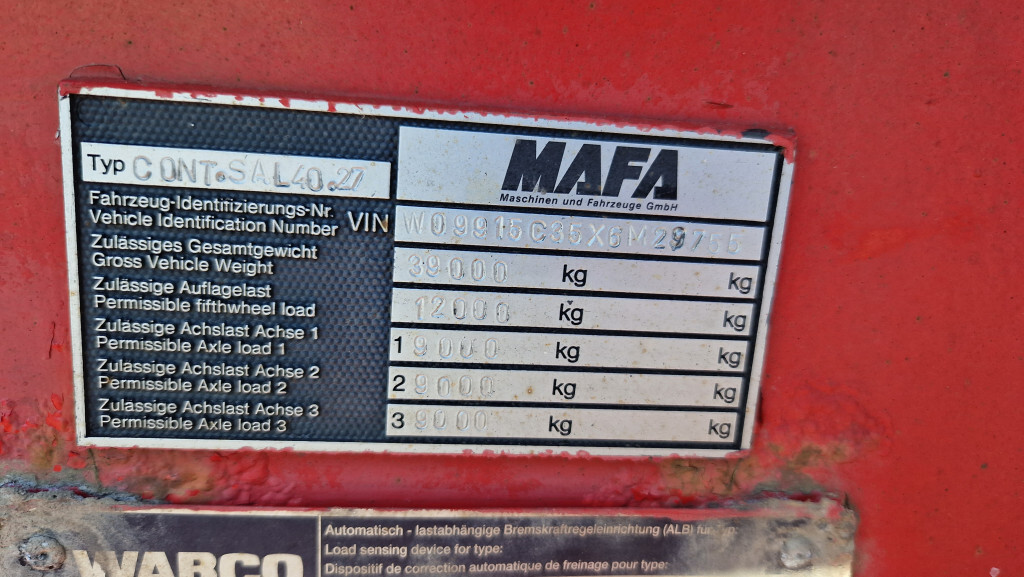 Typ CONT.SAL40.27
MAFA
Maschinen und Fahrzeuge GmbH
Fahrzeug-Identifizierungs-Nr.
Vehicle Identification Number VIN W09915C35X6M29755
Zulässiges Gesamtgewicht
Gross Vehicle Weight 39000 kg kg
Zulässige Auflagelast
Permissible fifthwheel load 12000 kg kg
Zulässige Achslast Achse 1
Permissible Axle load 1 1 9000 kg kg
Zulässige Achslast Achse 2
Permissible Axle load 2 2 9000 kg kg
Zulässige Achslast Achse 3
Permissible Axle load 3 3 9000 kg kg
WABCO
Automatisch - lastabhängige Bremskraftregeleinrichtung (ALB) für Typ:
Load sensing device for type:
Dispositif de correction automatique de freinage pour type: